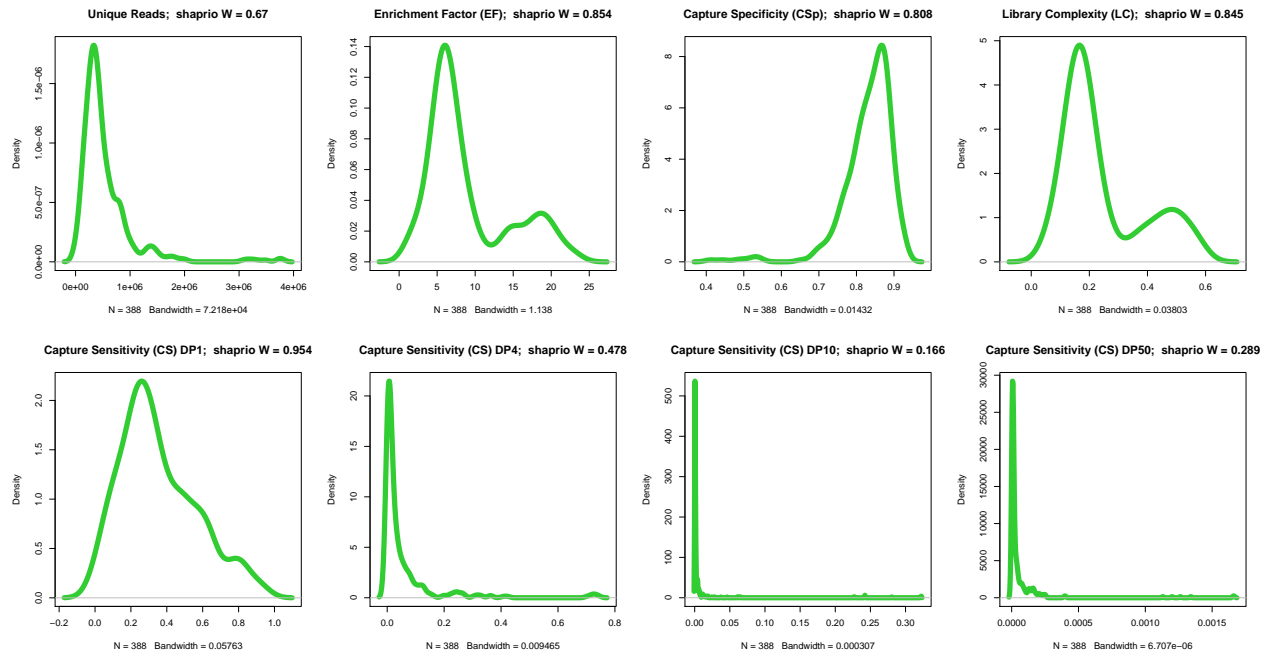 Unique Reads;  shaprio W = 0.67
Density
0.0e+00 5.0e−07 1.0e−06 1.5e−06
0e+00 1e+06 2e+06 3e+06 4e+06
N = 388   Bandwidth = 7.218e+04
Enrichment Factor (EF);  shaprio W = 0.854
Density
0.00 0.02 0.04 0.06 0.08 0.10 0.12 0.14
0 5 10 15 20 25
N = 388   Bandwidth = 1.138
Capture Specificity (CSp);  shaprio W = 0.808
Density
0 2 4 6 8
0.4 0.5 0.6 0.7 0.8 0.9
N = 388   Bandwidth = 0.01432
Library Complexity (LC);  shaprio W = 0.845
Density
0 1 2 3 4 5
0.0 0.2 0.4 0.6
N = 388   Bandwidth = 0.03803
Capture Sensitivity (CS) DP1;  shaprio W = 0.954
Density
0.0 0.5 1.0 1.5 2.0
−0.2 0.0 0.2 0.4 0.6 0.8 1.0
N = 388   Bandwidth = 0.05763
Capture Sensitivity (CS) DP4;  shaprio W = 0.478
Density
0 5 10 15 20
0.0 0.2 0.4 0.6 0.8
N = 388   Bandwidth = 0.009465
Capture Sensitivity (CS) DP10;  shaprio W = 0.166
Density
0 100 200 300 400 500
0.00 0.05 0.10 0.15 0.20 0.25 0.30
N = 388   Bandwidth = 0.000307
Capture Sensitivity (CS) DP50;  shaprio W = 0.289
Density
0 5000 10000 15000 20000 25000 30000
0.0000 0.0005 0.0010 0.0015
N = 388   Bandwidth = 6.707e−06